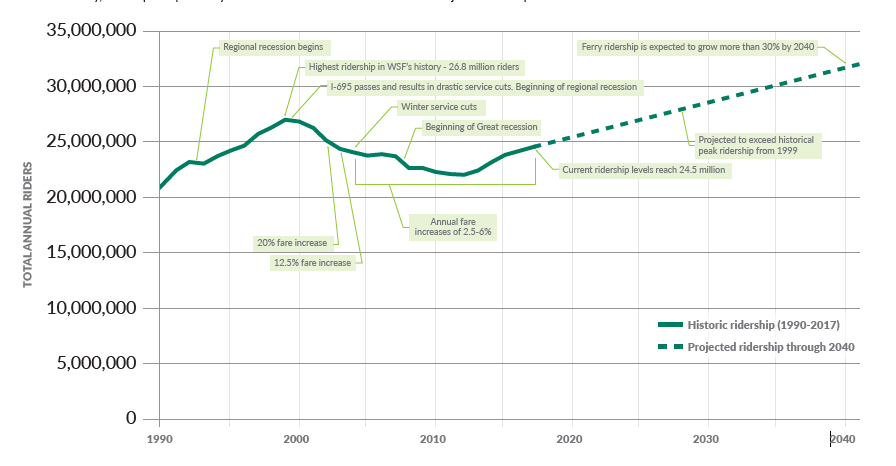 35,000,000
30,000,000
25,000,000
20,000,000
15,000,000
10,000,000
5,000,000
0
TOTAL ANNUAL RIDERS
1990
2000
2010
2020
2030
2040
Regional recession begins
Highest ridership in WSF's history - 26.8 million riders
I-695 passes and results in drastic service cuts. Beginning of regional recession
Winter service cuts
Beginning of Great recession
Ferry ridership is expected to grow more than 30% by 2040
Projected to exceed historical
peak ridership from 1999
Current ridership levels reach 24.5 million
Annual fare
increases of 2.5-6%
20% fare increase
12.5% fare increase
Historic ridership (1990-2017)
Projected ridership through 2040